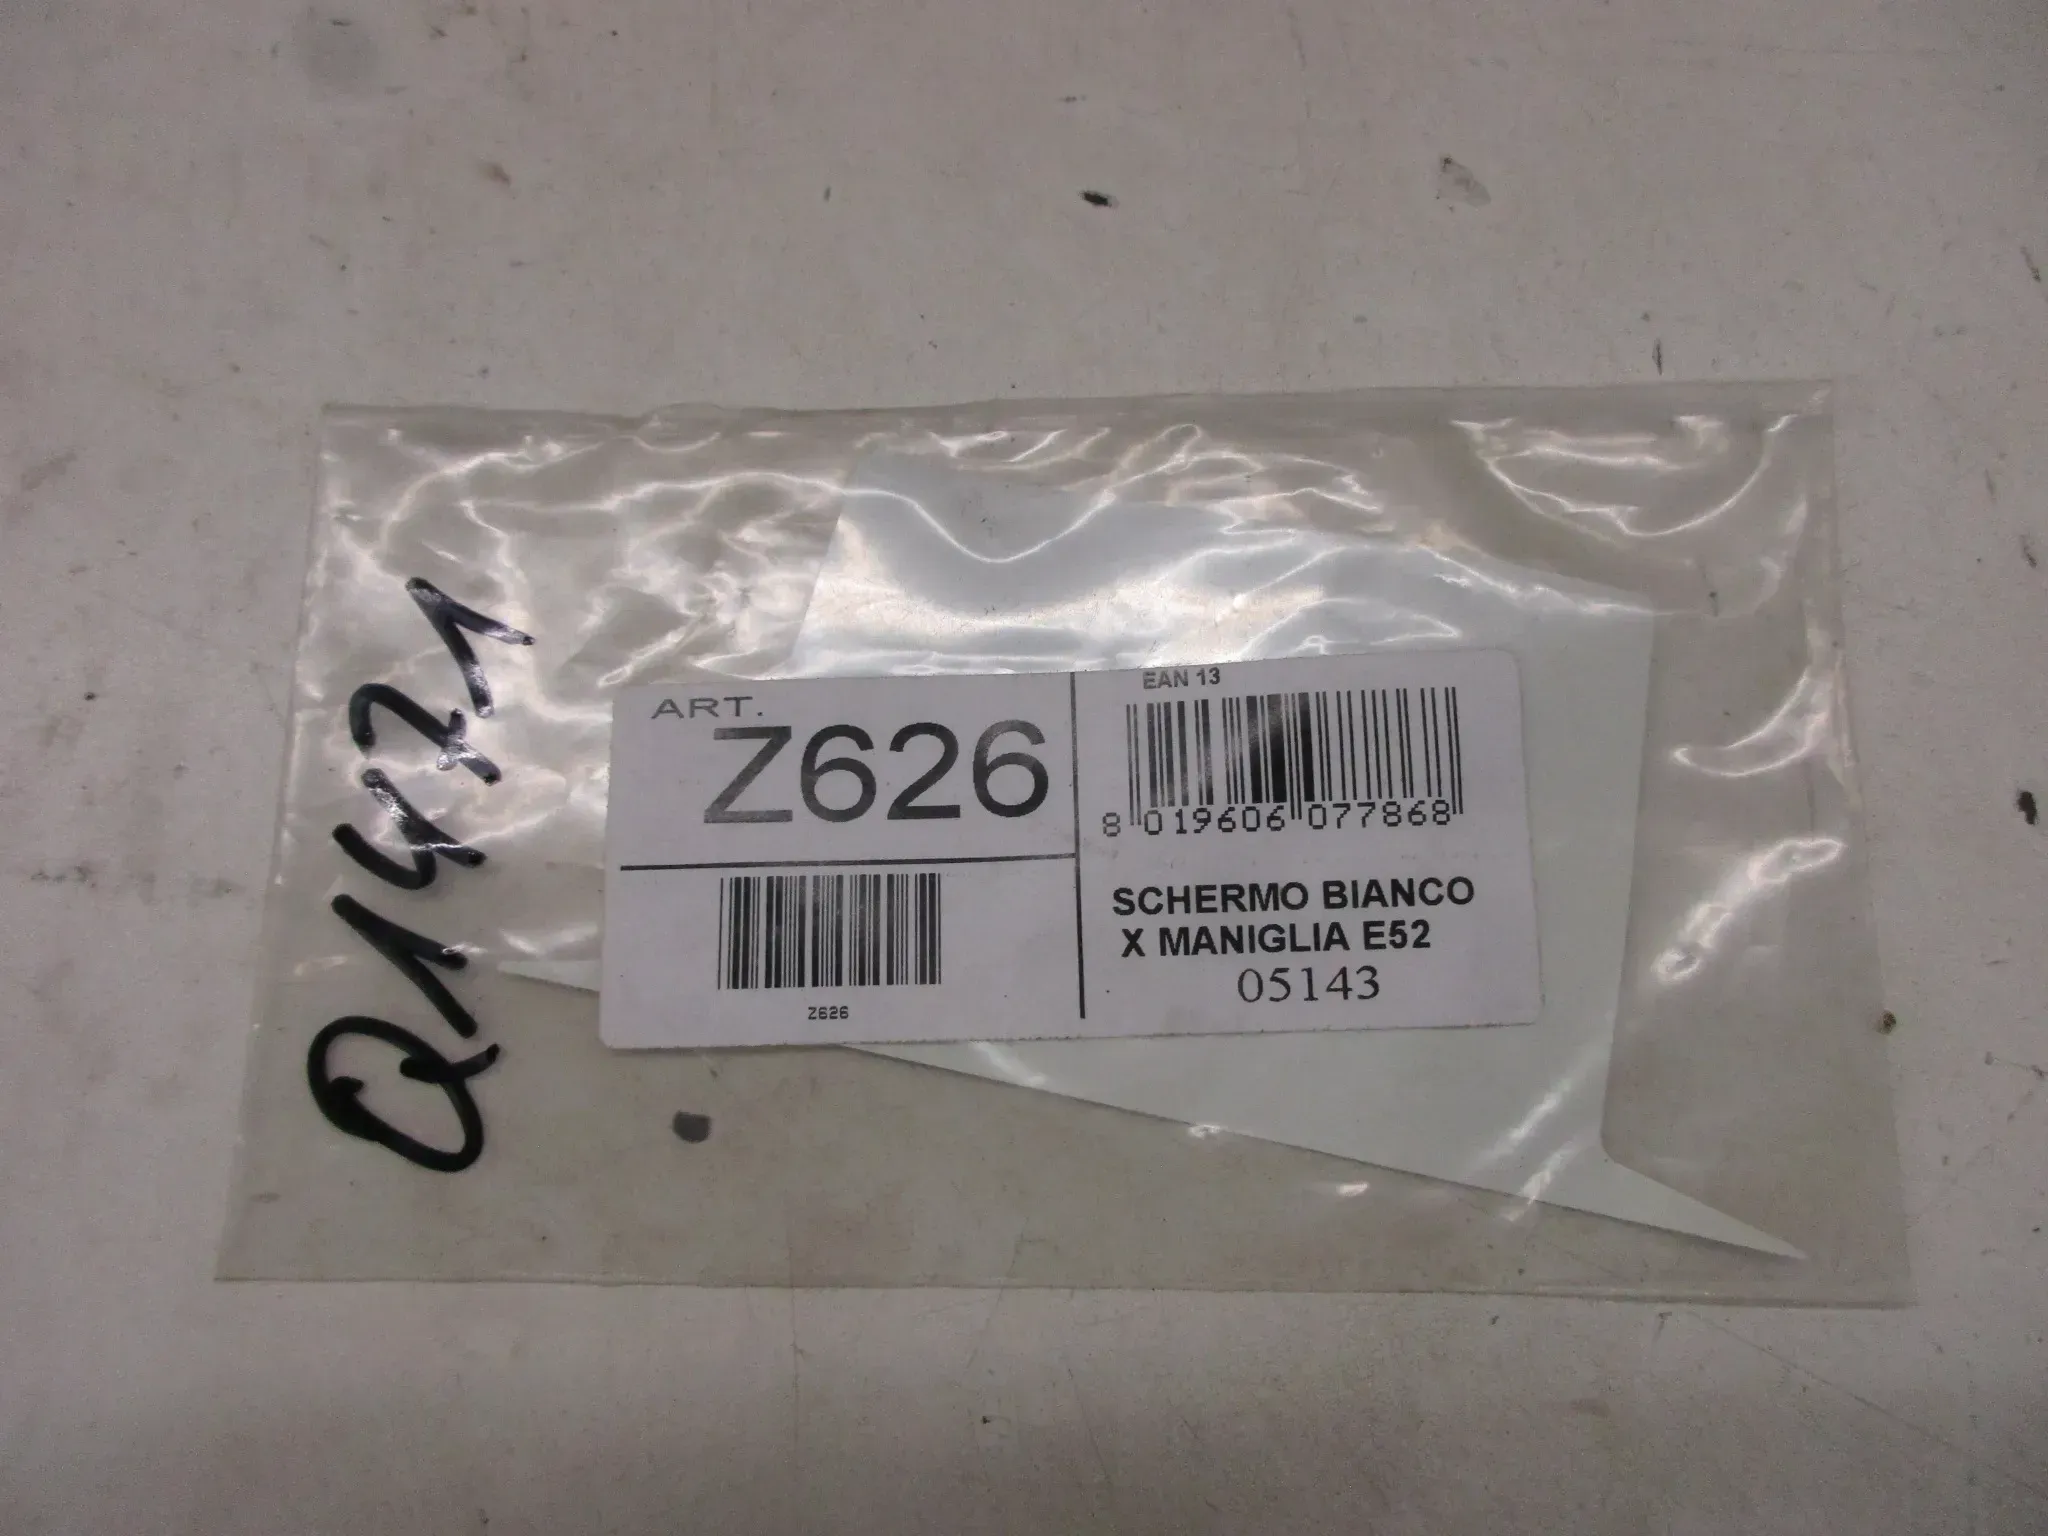 Q1471
ART.
Z626
Z626
EAN 13
8 019606 077868
SCHERMO BIANCO
X MANIGLIA E52
05143